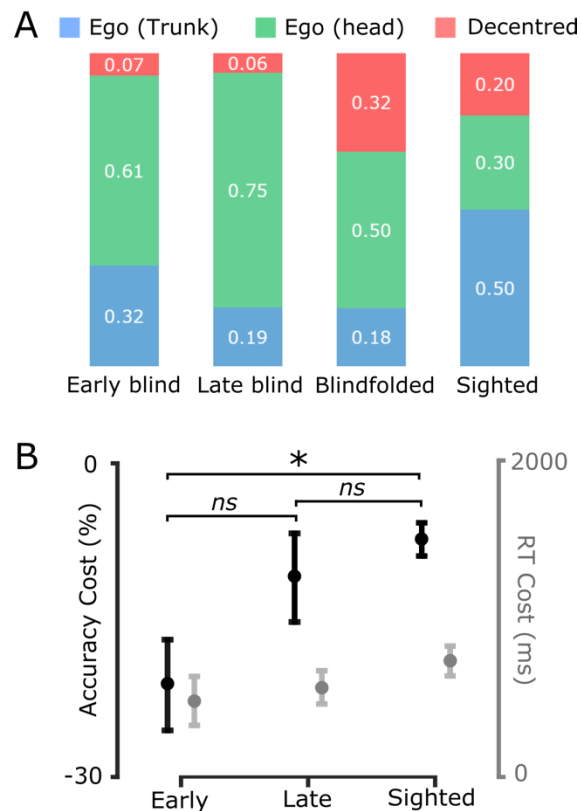 A
Ego (Trunk) Ego (head) Decentred
0.07 0.06 0.32 0.20
0.61 0.75 0.50 0.30
0.32 0.19 0.18 0.50
Early blind Late blind Blindfolded Sighted
B
0 * 2000
ns ns
Accuracy Cost (%)
RT Cost (ms)
-30 0
Early Late Sighted